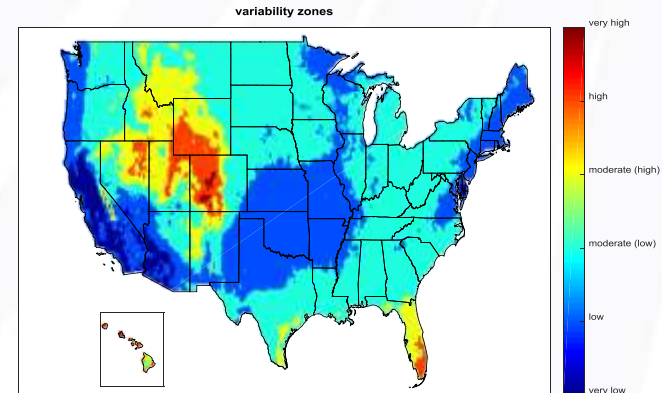 variability zones
very high
high
moderate (high)
moderate (low)
low
very low